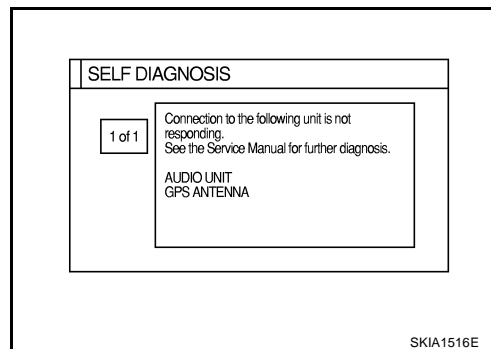 SELF DIAGNOSIS
1 of 1
Connection to the following unit is not
responding.
See the Service Manual for further diagnosis.
AUDIO UNIT
GPS ANTENNA
SKIA1516E